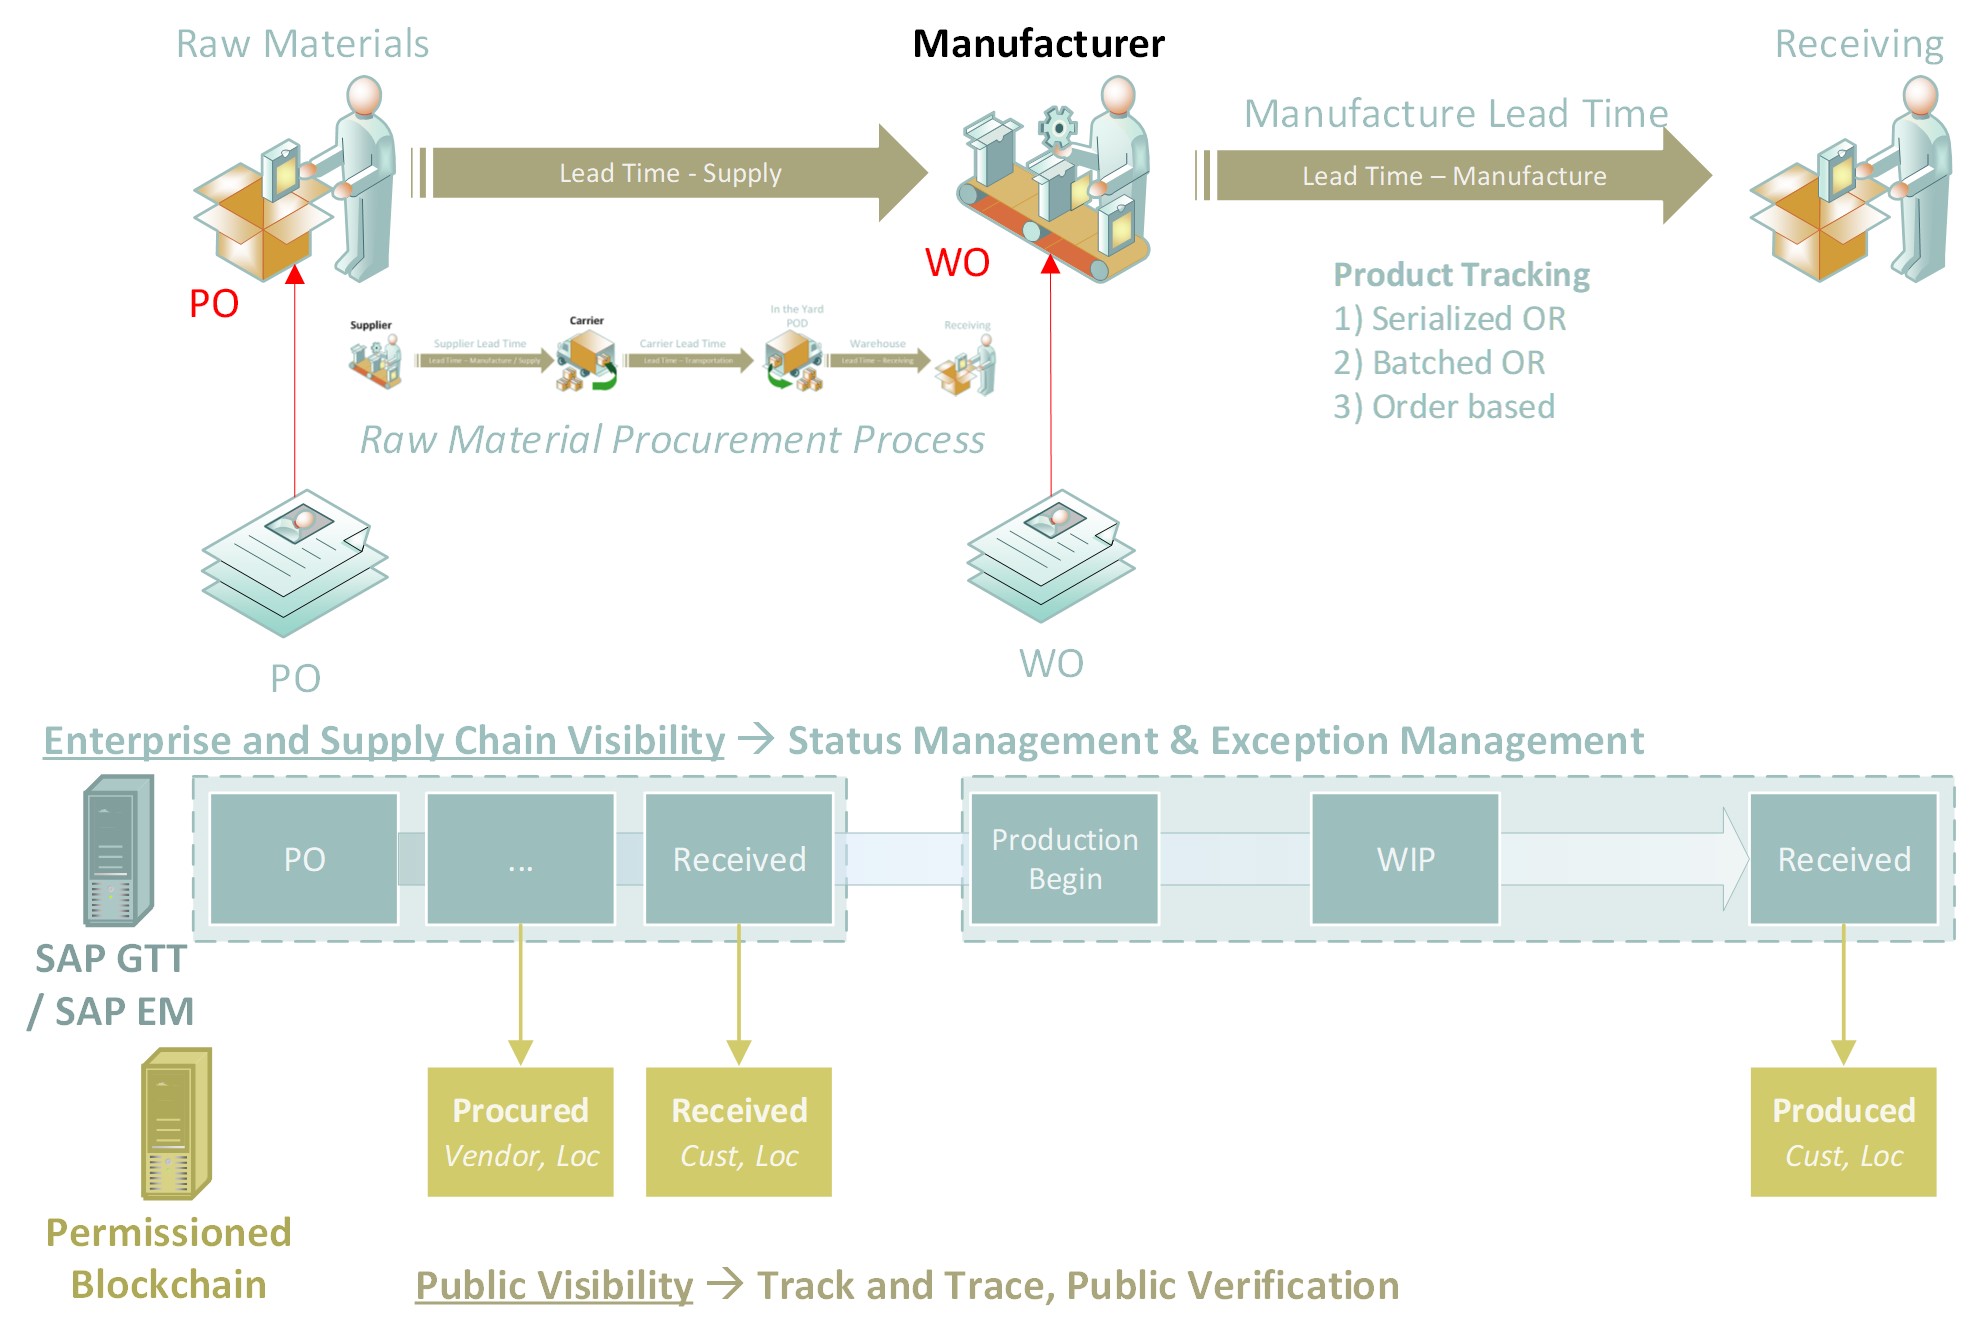 Raw Materials
Manufacturer
Receiving
Manufacture Lead Time
Lead Time - Supply
Lead Time – Manufacture
PO
WO
Product Tracking
1) Serialized OR
2) Batched OR
3) Order based
In the Yard
POD
Supplier
Carrier
Receiving
Supplier Lead Time
Carrier Lead Time
Warehouse
Lead Time – Manufacture / Supply
Lead Time – Transportation
Lead Time – Receiving
Raw Material Procurement Process
PO
WO
Enterprise and Supply Chain Visibility → Status Management & Exception Management
PO
...
Received
Production
Begin
WIP
Received
SAP GTT
/ SAP EM
Procured
Vendor, Loc
Received
Cust, Loc
Produced
Cust, Loc
Permissioned
Blockchain
Public Visibility → Track and Trace, Public Verification